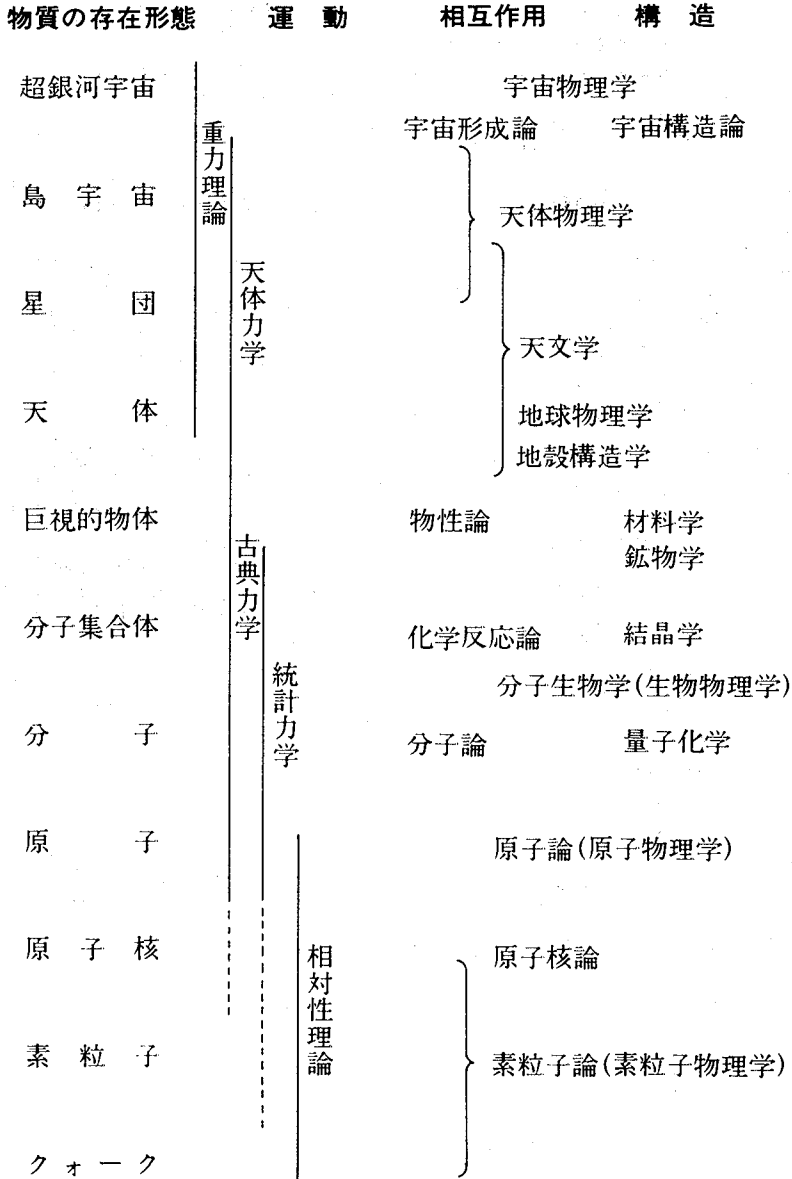 物質の存在形態 運動 相互作用 構造
超銀河宇宙 宇宙物理学
重力理論 宇宙形成論 宇宙構造論
島宇宙 天体物理学
天体力学
星団
天文学
天体 地球物理学
地殻構造学
巨視的物体 物性論 材料学
古典力学 鉱物学
分子集合体 化学反応論 結晶学
統計力学 分子生物学(生物物理学)
分子 分子論 量子化学
原子 原子論(原子物理学)
原子核 原子核論
相対性理論
素粒子 素粒子論(素粒子物理学)
クォーク